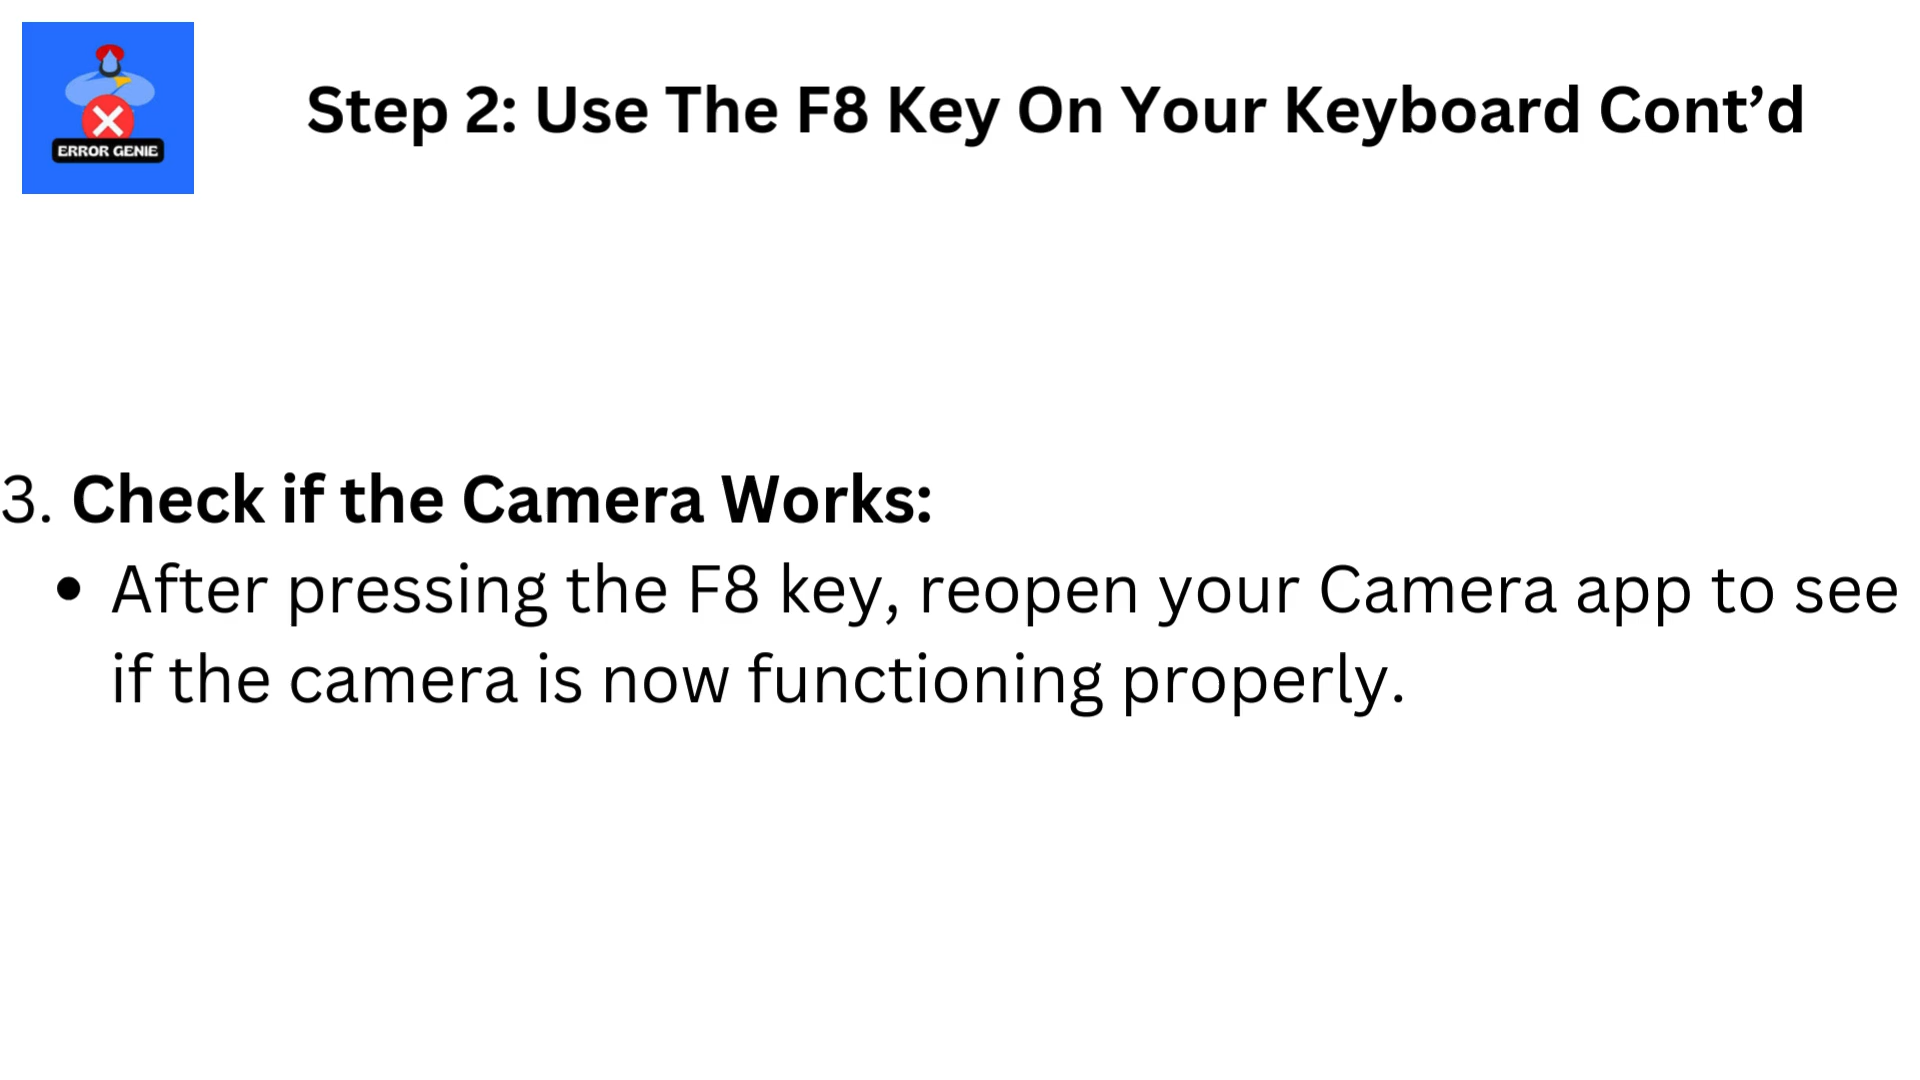 ERROR GENIE
Step 2: Use The F8 Key On Your Keyboard Cont’d
3. Check if the Camera Works:
• After pressing the F8 key, reopen your Camera app to see
if the camera is now functioning properly.